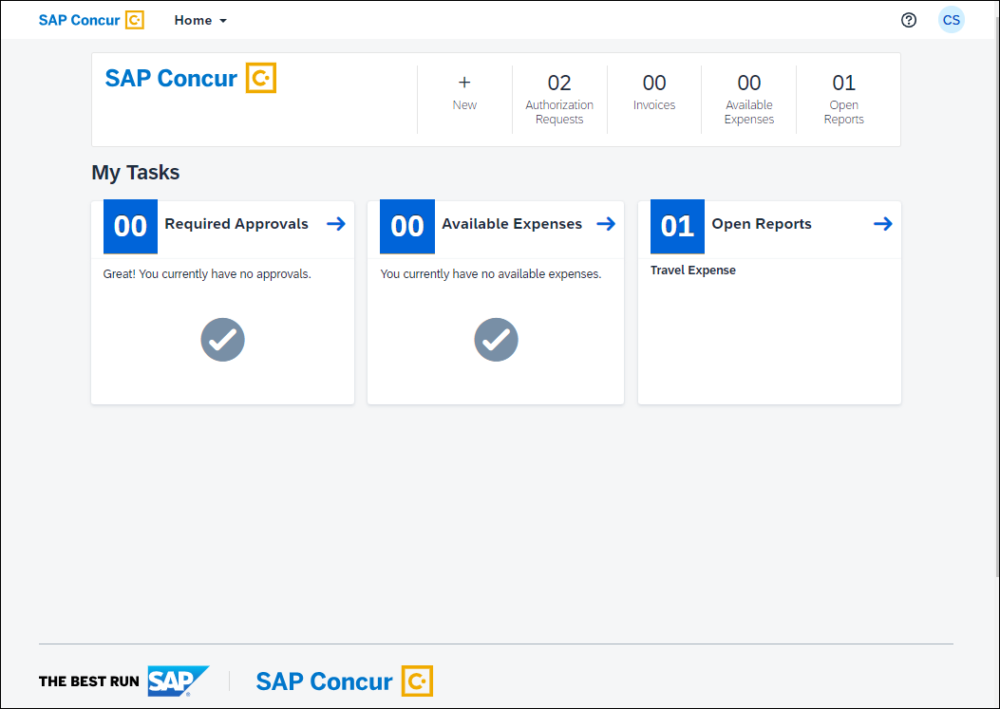 SAP Concur Home
CS
SAP Concur
+
New
02
Authorization
Requests
00
Invoices
00
Available
Expenses
01
Open
Reports
My Tasks
00 Required Approvals
Great! You currently have no approvals.
00 Available Expenses
You currently have no available expenses.
01 Open Reports
Travel Expense
THE BEST RUN SAP
SAP Concur